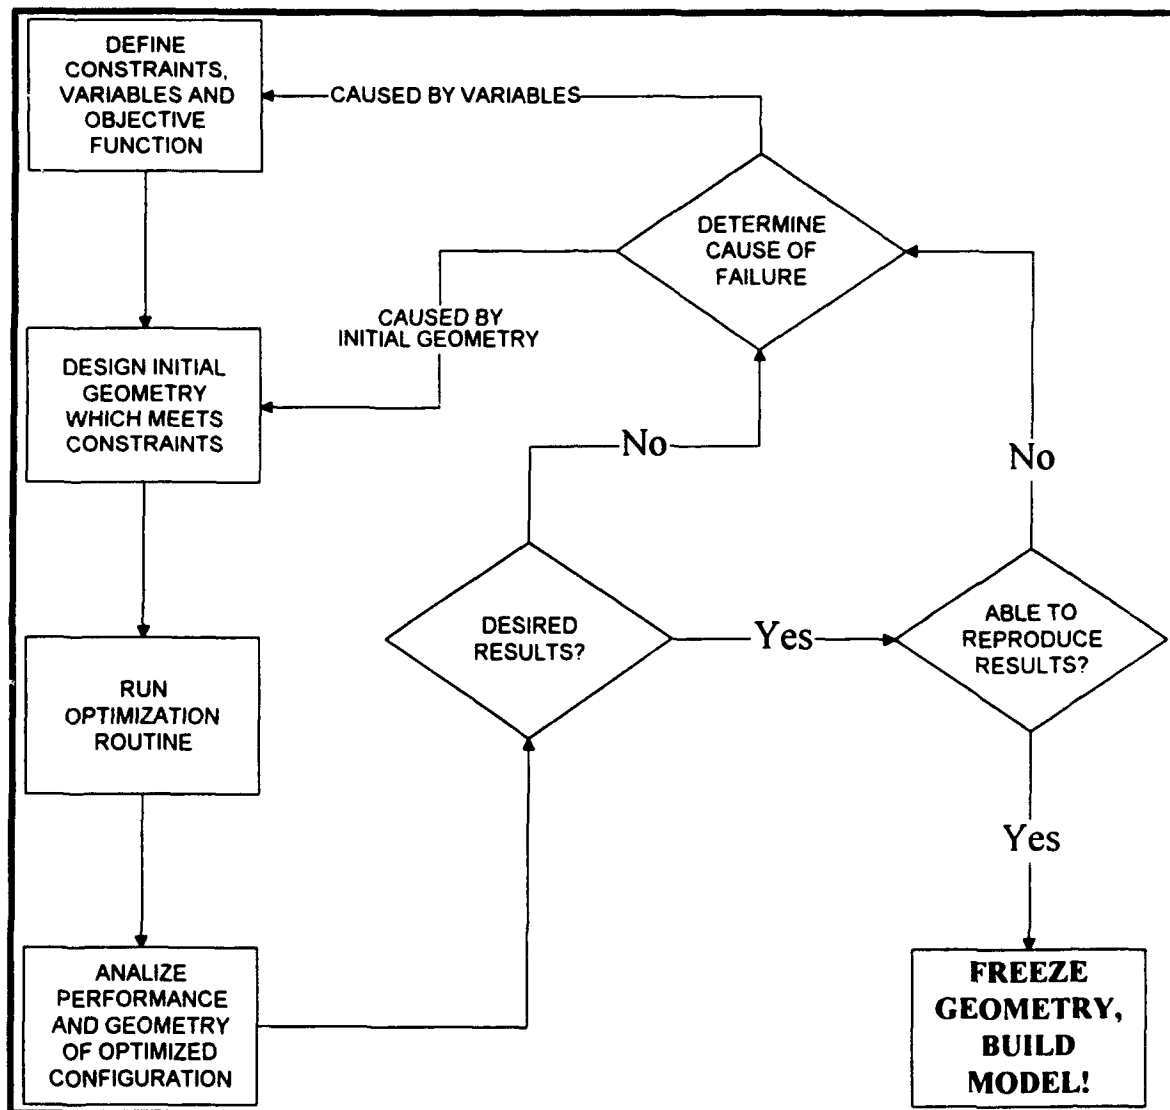 DEFINE
CONSTRAINTS,
VARIABLES AND
OBJECTIVE
FUNCTION
CAUSED BY VARIABLES
DETERMINE
CAUSE OF
FAILURE
CAUSED BY
INITIAL GEOMETRY
DESIGN INITIAL
GEOMETRY
WHICH MEETS
CONSTRAINTS
No
No
DESIRED
RESULTS?
Yes
ABLE TO
REPRODUCE
RESULTS?
RUN
OPTIMIZATION
ROUTINE
Yes
ANALIZE
PERFORMANCE
AND GEOMETRY
OF OPTIMIZED
CONFIGURATION
FREEZE
GEOMETRY,
BUILD
MODEL!